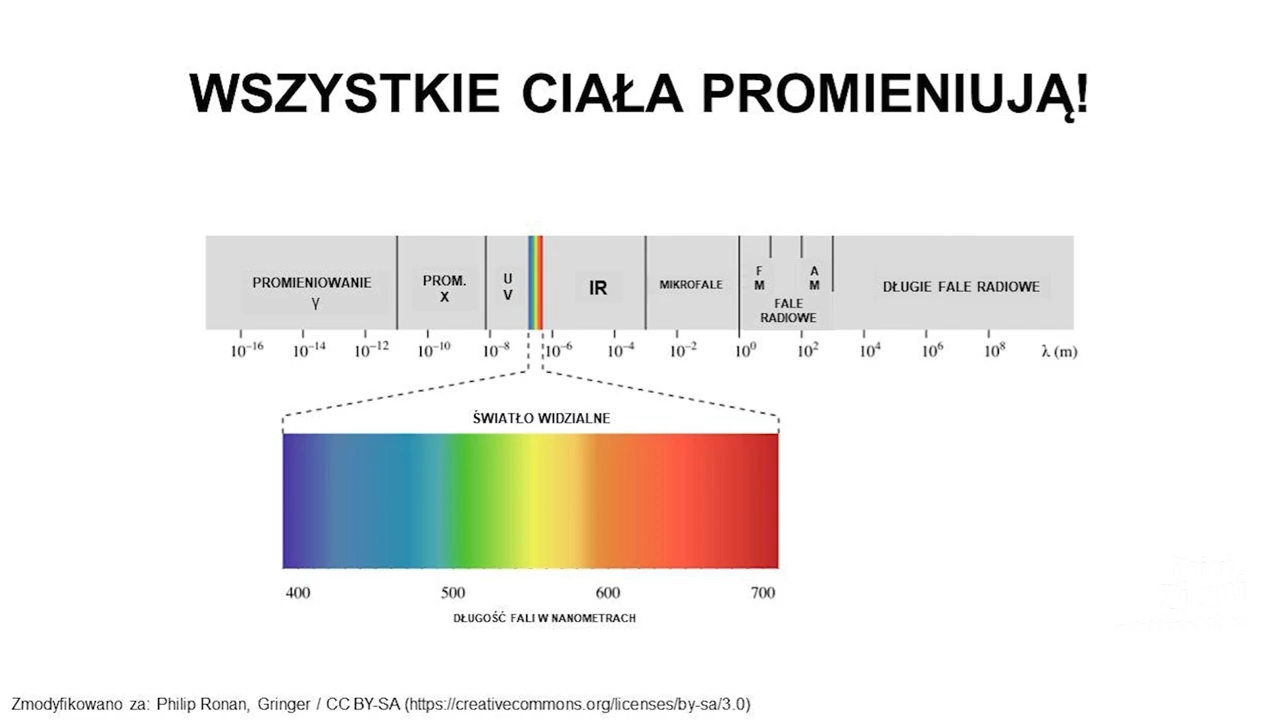 WSZYSTKIE CIAŁA PROMIENIUJĄ!
PROMIENIOWANIE
γ
PROM.
X
U
V
IR
MIKROFALE
F
M
A
M
FALE
RADIOWE
DŁUGIE FALE RADIOWE
10⁻¹⁶ 10⁻¹⁴ 10⁻¹² 10⁻¹⁰ 10⁻⁸ 10⁻⁶ 10⁻⁴ 10⁻² 10⁰ 10² 10⁴ 10⁶ 10⁸ λ (m)
ŚWIATŁO WIDZIALNE
400 500 600 700
DŁUGOŚĆ FALI W NANOMETRACH
Zmodyfikowano za: Philip Ronan, Gringer / CC BY-SA (https://creativecommons.org/licenses/by-sa/3.0)